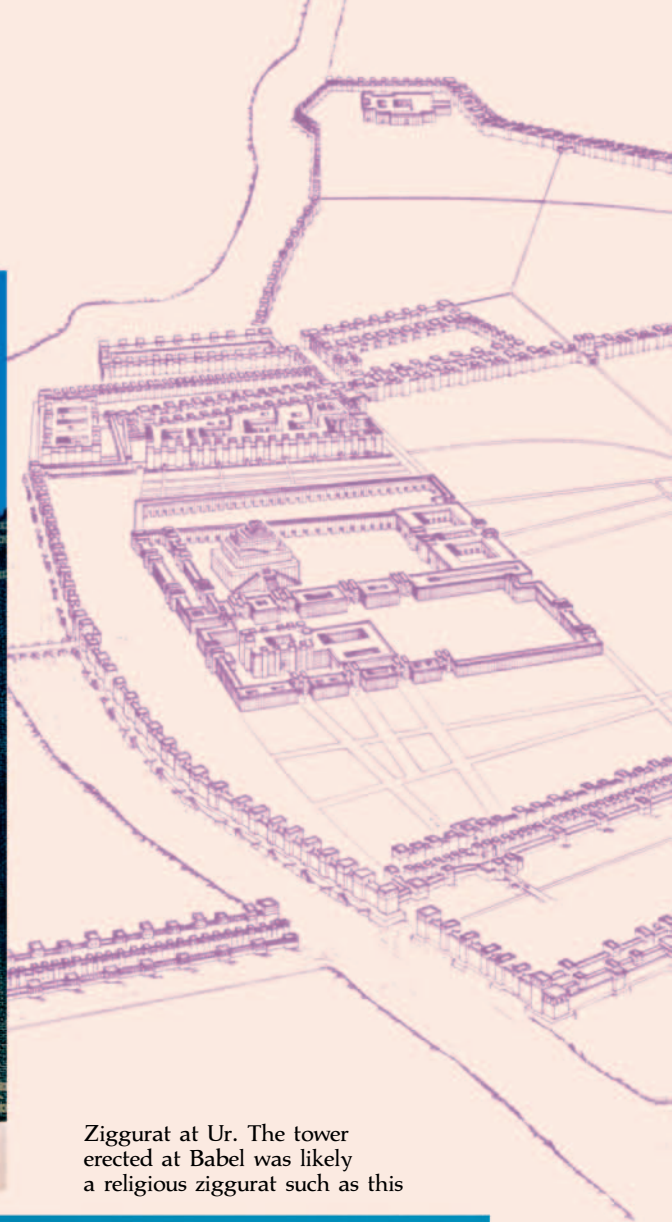 Ziggurat at Ur. The tower
erected at Babel was likely
a religious ziggurat such as this